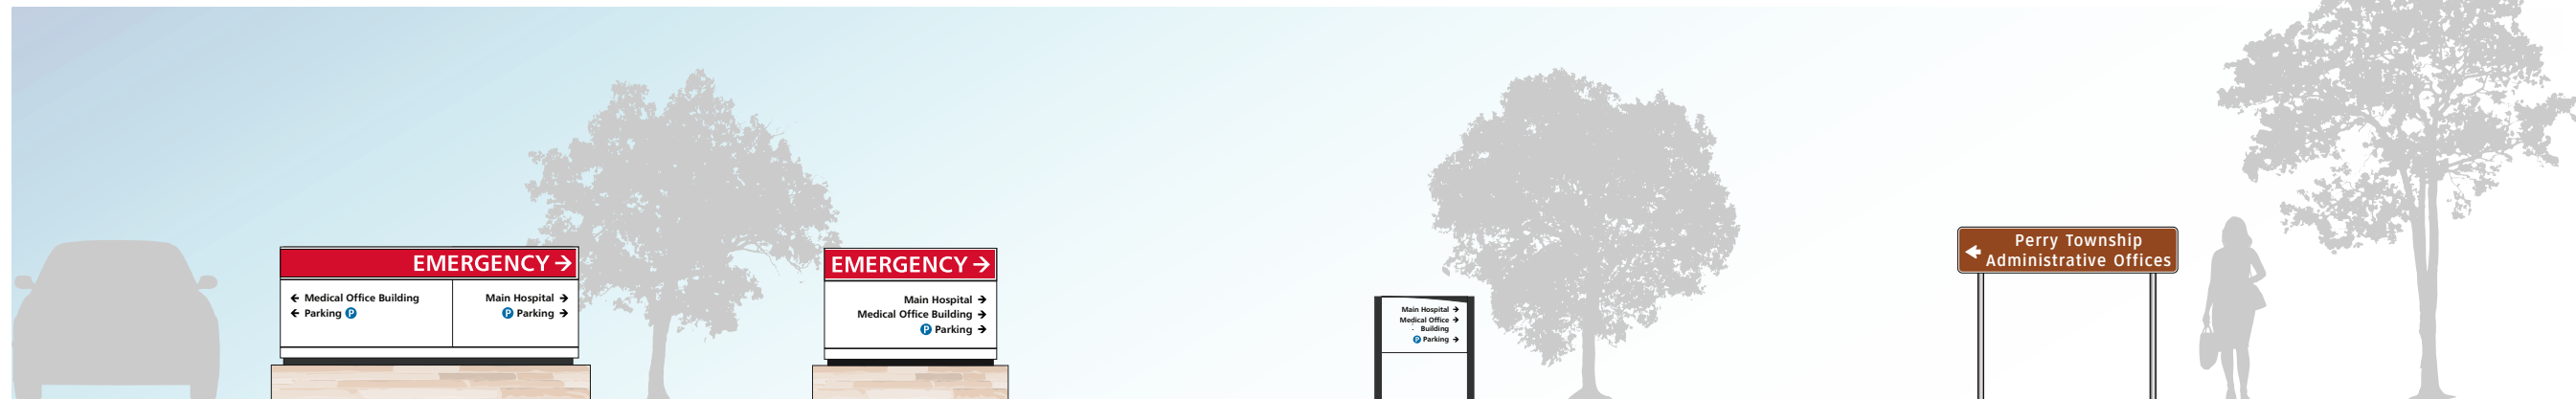 EMERGENCY →
← Medical Office Building
← Parking P
Main Hospital →
P Parking →
EMERGENCY →
Main Hospital →
Medical Office Building →
P Parking →
Main Hospital →
Medical Office →
Building
P Parking →
← Perry Township
Administrative Offices